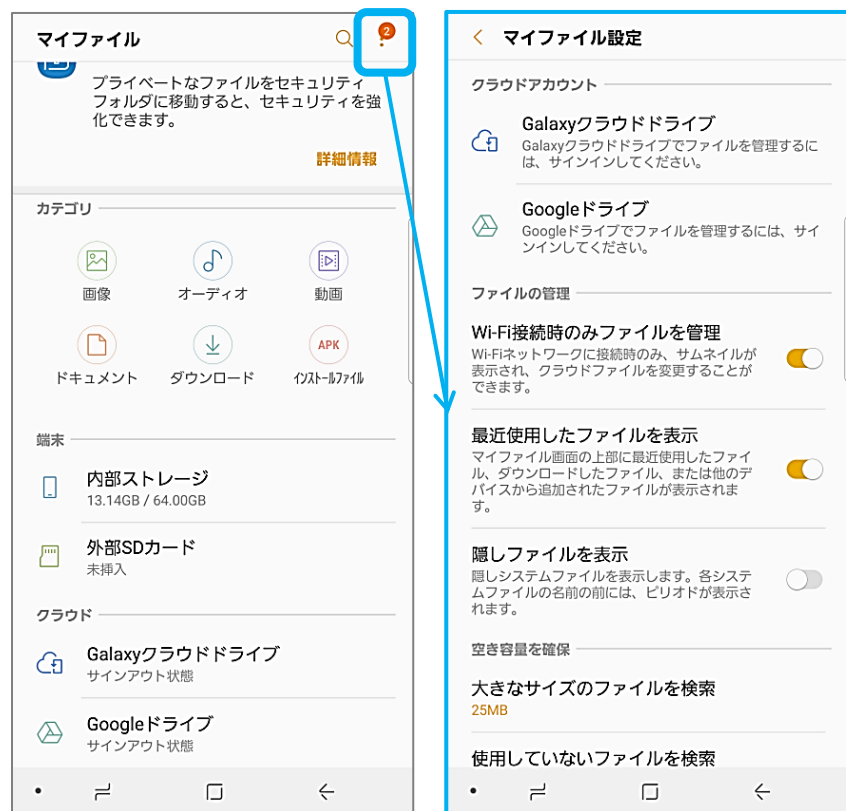 マイファイル
2
プライベートなファイルをセキュリティ
フォルダに移動すると、セキュリティを強
化できます。
詳細情報
カテゴリ
画像
オーディオ
動画
APK
ドキュメント
ダウンロード
インストールファイル
端末
内部ストレージ
13.14GB / 64.00GB
外部SDカード
未挿入
クラウド
Galaxyクラウドドライブ
サインアウト状態
Googleドライブ
サインアウト状態
マイファイル設定
クラウドアカウント
Galaxyクラウドドライブ
Galaxyクラウドドライブでファイルを管理するに
は、サインインしてください。
Googleドライブ
Googleドライブでファイルを管理するには、サイ
ンインしてください。
ファイルの管理
Wi-Fi接続時のみファイルを管理
Wi-Fiネットワークに接続時のみ、サムネイルが
表示され、クラウドファイルを変更することが
できます。
最近使用したファイルを表示
マイファイル画面の上部に最近使用したファイ
ル、ダウンロードしたファイル、または他のデ
バイスから追加されたファイルが表示されま
す。
隠しファイルを表示
隠しシステムファイルを表示します。各システ
ムファイルの名前の前には、ピリオドが表示さ
れます。
空き容量を確保
大きなサイズのファイルを検索
25MB
使用していないファイルを検索